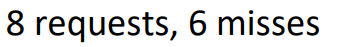 8 requests, 6 misses